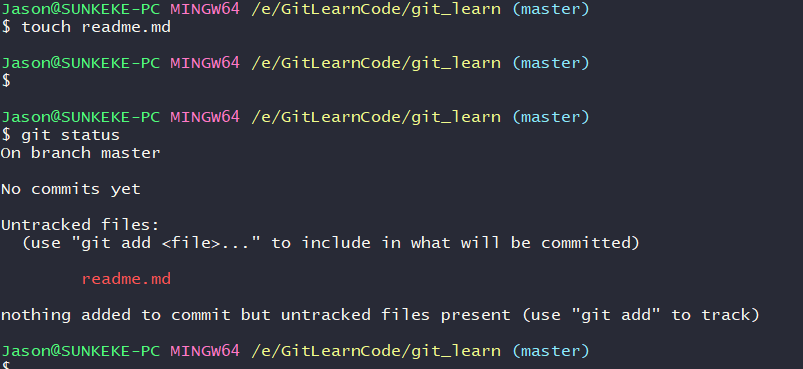 Jason@SUNKEKE-PC MINGW64 /e/GitLearnCode/git_learn (master)
$ touch readme.md
Jason@SUNKEKE-PC MINGW64 /e/GitLearnCode/git_learn (master)
$
Jason@SUNKEKE-PC MINGW64 /e/GitLearnCode/git_learn (master)
$ git status
On branch master
No commits yet
Untracked files:
  (use "git add <file>..." to include in what will be committed)
        readme.md
nothing added to commit but untracked files present (use "git add" to track)
Jason@SUNKEKE-PC MINGW64 /e/GitLearnCode/git_learn (master)
$